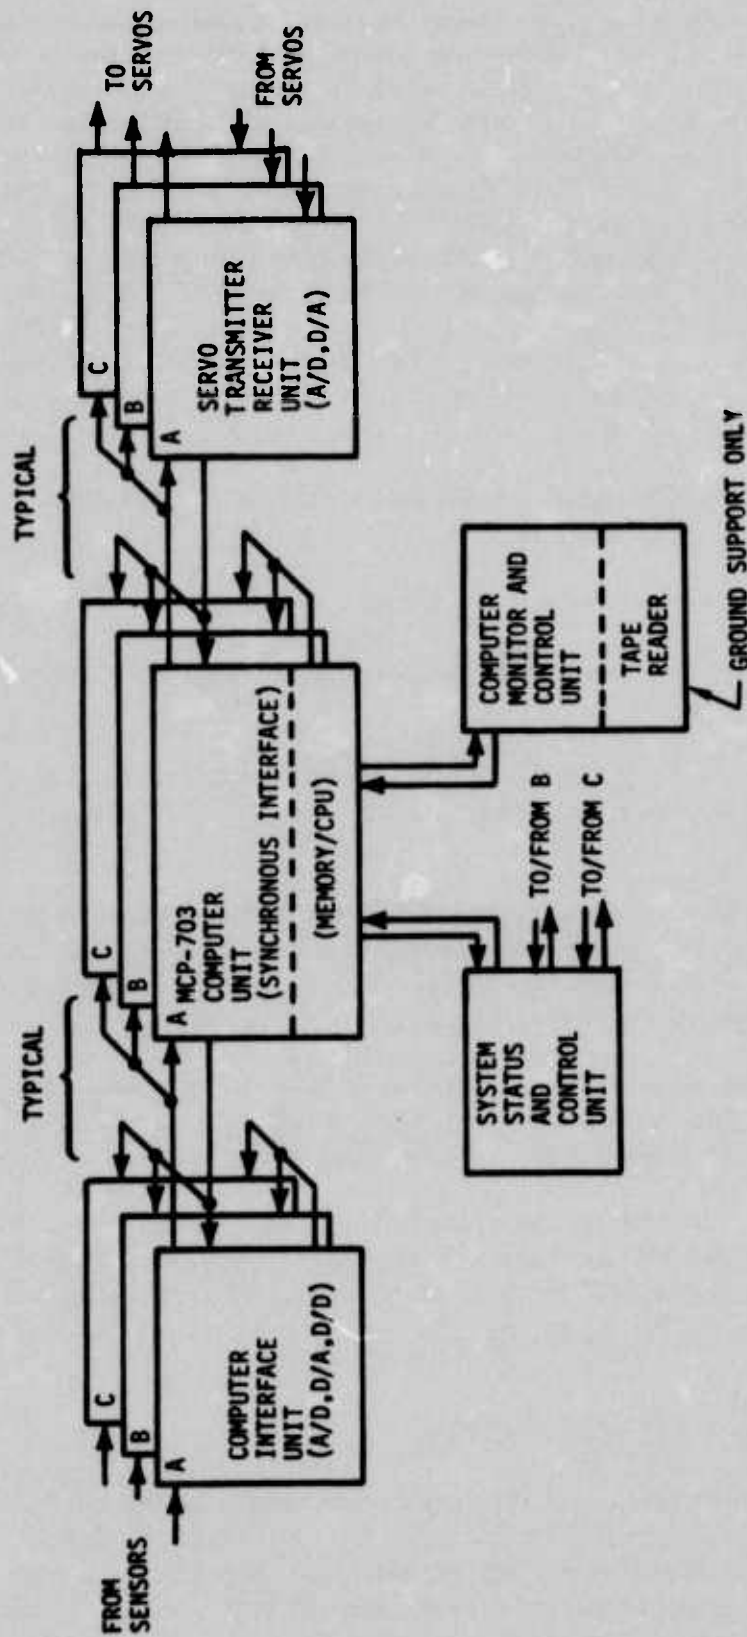 FROM
SENSORS
C
B
A
COMPUTER
INTERFACE
UNIT
(A/D,D/A,D/D)
TYPICAL
C
B
A
MCP-703
COMPUTER
UNIT
(SYNCHRONOUS INTERFACE)
(MEMORY/CPU)
TYPICAL
C
B
A
SERVO
TRANSMITTER
RECEIVER
UNIT
(A/D,D/A)
TO
SERVOS
FROM
SERVOS
SYSTEM
STATUS
AND
CONTROL
UNIT
TO/FROM B
TO/FROM C
COMPUTER
MONITOR AND
CONTROL
UNIT
TAPE
READER
GROUND SUPPORT ONLY